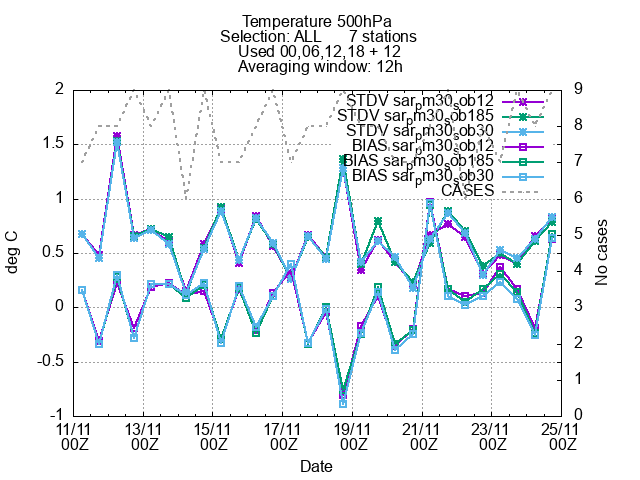 Temperature 500hPa
Selection: ALL 7 stations
Used 00,06,12,18 + 12
Averaging window: 12h
2
1.5
1
0.5
0
-0.5
-1
deg C
9
8
7
6
5
4
3
2
1
0
No cases
STDV sar_pm30_sob12
STDV sar_pm30_sob185
STDV sar_pm30_sob30
BIAS sar_pm30_sob12
BIAS sar_pm30_sob185
BIAS sar_pm30_sob30
CASES
11/11 13/11 15/11 17/11 19/11 21/11 23/11 25/11
00Z 00Z 00Z 00Z 00Z 00Z 00Z 00Z
Date